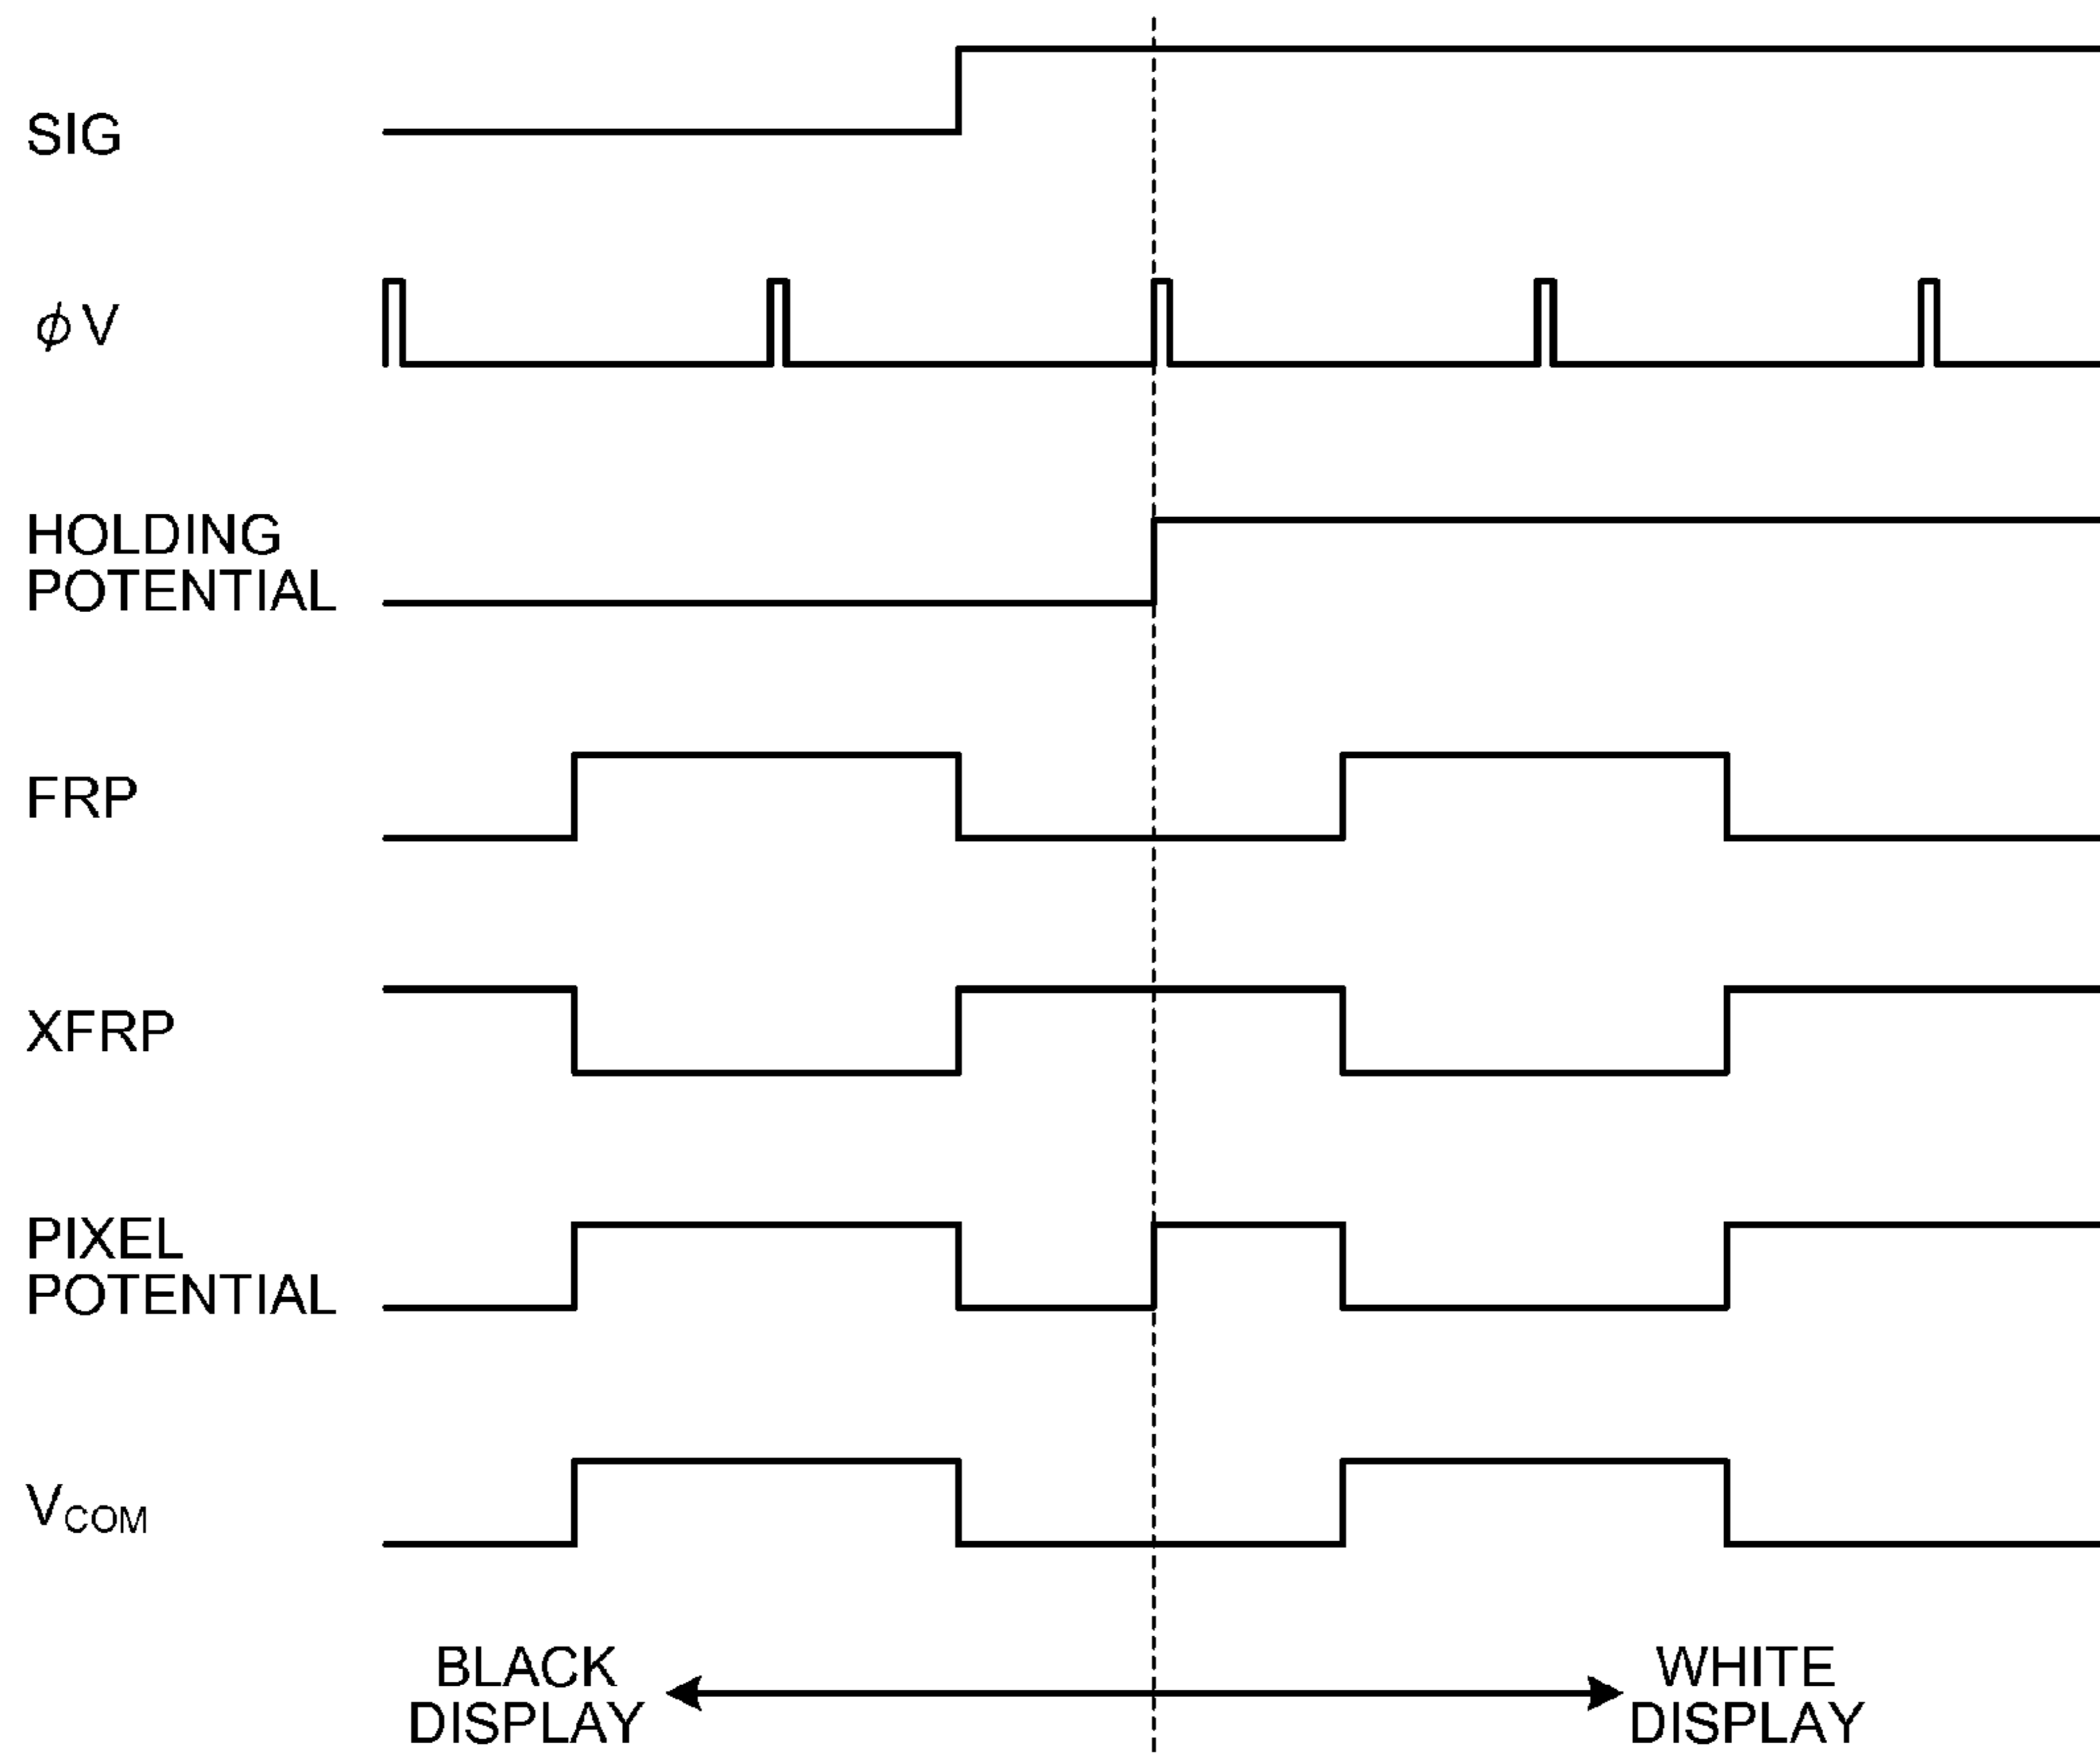 SIG
ϕV
HOLDING
POTENTIAL
FRP
XFRP
PIXEL
POTENTIAL
VCOM
BLACK
DISPLAY
WHITE
DISPLAY